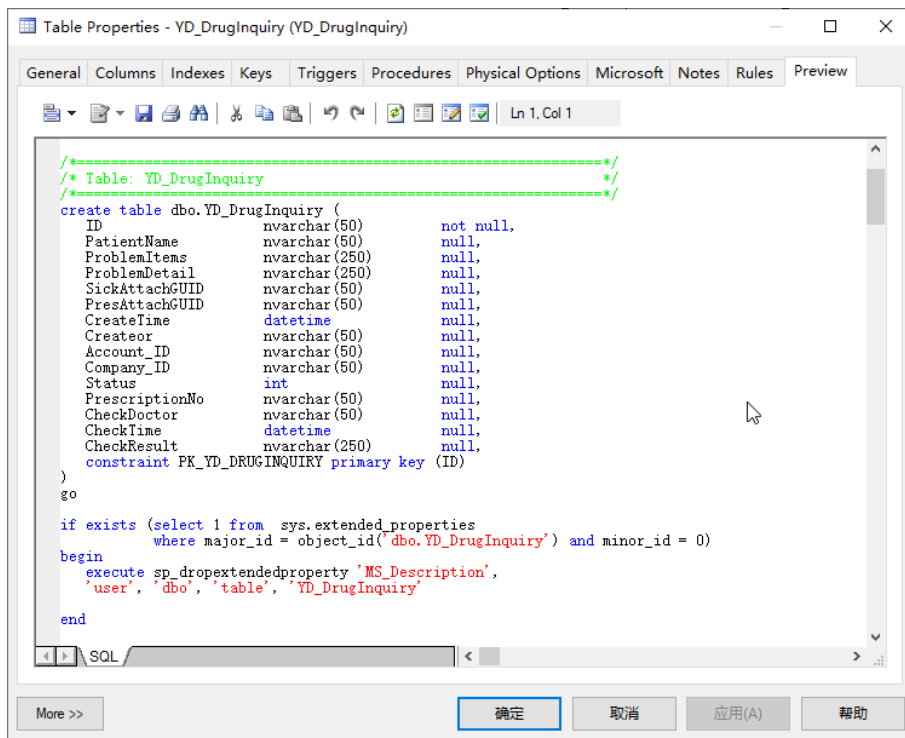 Table Properties - YD_DrugInquiry (YD_DrugInquiry)
General Columns Indexes Keys Triggers Procedures Physical Options Microsoft Notes Rules Preview
Ln 1, Col 1
/*==============================================================*/
/* Table: YD_DrugInquiry */
/*==============================================================*/
create table dbo.YD_DrugInquiry (
ID nvarchar(50) not null,
PatientName nvarchar(50) null,
ProblemItems nvarchar(250) null,
ProblemDetail nvarchar(250) null,
SickAttachGUID nvarchar(50) null,
PresAttachGUID nvarchar(50) null,
CreateTime datetime null,
Createor nvarchar(50) null,
Account_ID nvarchar(50) null,
Company_ID nvarchar(50) null,
Status int null,
PrescriptionNo nvarchar(50) null,
CheckDoctor nvarchar(50) null,
CheckTime datetime null,
CheckResult nvarchar(250) null,
constraint PK_YD_DRUGINQUIRY primary key (ID)
)
go
if exists (select 1 from sys.extended_properties
where major_id = object_id('dbo.YD_DrugInquiry') and minor_id = 0)
begin
execute sp_dropextendedproperty 'MS_Description',
'user', 'dbo', 'table', 'YD_DrugInquiry'
end
SQL
More >> 确定 取消 应用(A) 帮助